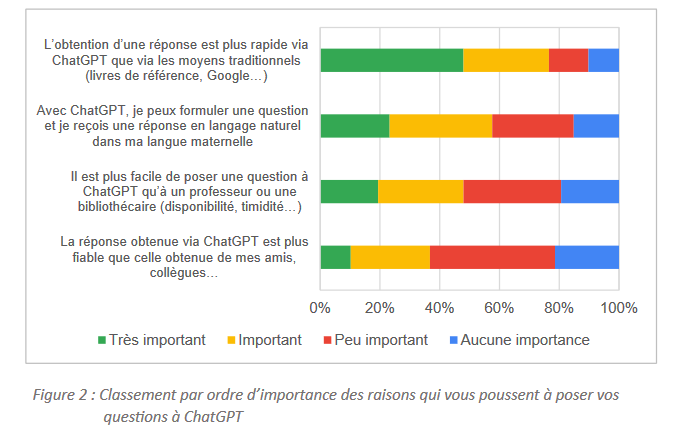 L’obtention d’une réponse est plus rapide via
ChatGPT que via les moyens traditionnels
(livres de référence, Google…)
Avec ChatGPT, je peux formuler une question
et je reçois une réponse en langage naturel
dans ma langue maternelle
Il est plus facile de poser une question à
ChatGPT qu’à un professeur ou une
bibliothécaire (disponibilité, timidité…)
La réponse obtenue via ChatGPT est plus
fiable que celle obtenue de mes amis,
collègues…
0% 20% 40% 60% 80% 100%
Très important Important Peu important Aucune importance
Figure 2 : Classement par ordre d’importance des raisons qui vous poussent à poser vos
questions à ChatGPT